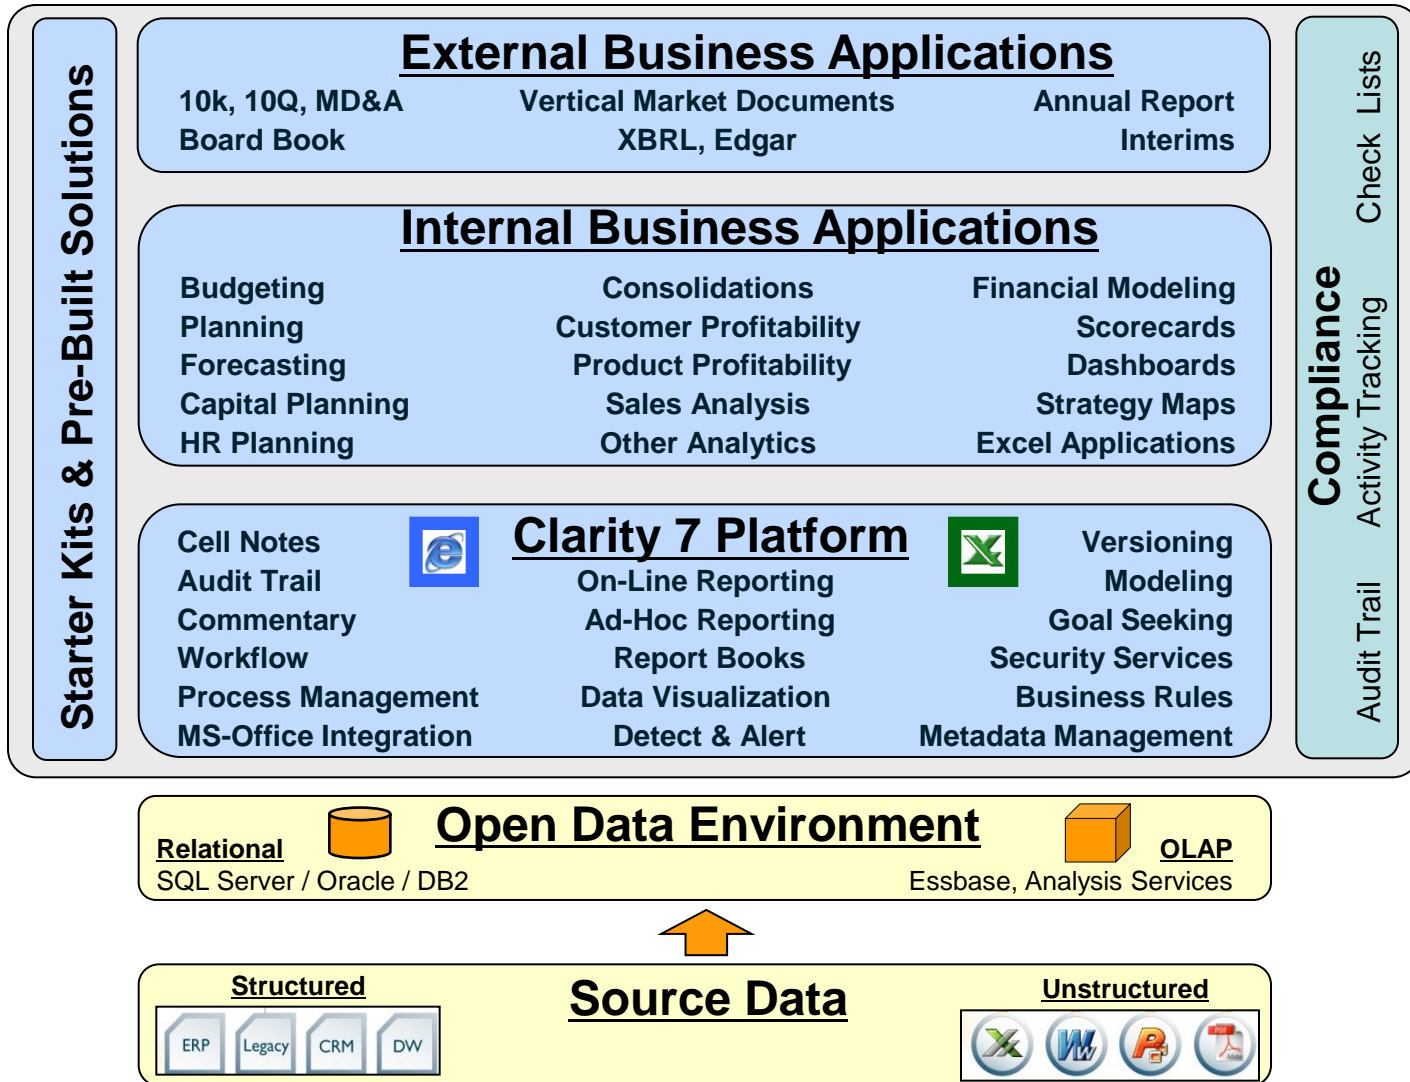 Starter Kits & Pre-Built Solutions
External Business Applications
10k, 10Q, MD&A Vertical Market Documents Annual Report
Board Book XBRL, Edgar Interims
Internal Business Applications
Budgeting Consolidations Financial Modeling
Planning Customer Profitability Scorecards
Forecasting Product Profitability Dashboards
Capital Planning Sales Analysis Strategy Maps
HR Planning Other Analytics Excel Applications
Clarity 7 Platform
Cell Notes Versioning
Audit Trail On-Line Reporting Modeling
Commentary Ad-Hoc Reporting Goal Seeking
Workflow Report Books Security Services
Process Management Data Visualization Business Rules
MS-Office Integration Detect & Alert Metadata Management
Compliance
Audit Trail Activity Tracking Check Lists
Open Data Environment
Relational OLAP
SQL Server / Oracle / DB2 Essbase, Analysis Services
Source Data
Structured Unstructured
ERP Legacy CRM DW
PDF